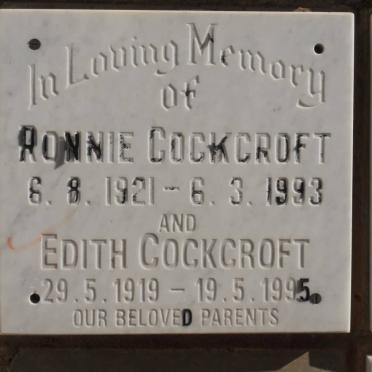 In Loving Memory
of
RONNIE COCKCROFT
6. 8. 1921 - 6. 3. 1993
AND
EDITH COCKCROFT
29. 5. 1919 - 19. 5. 1995.
OUR BELOVED PARENTS